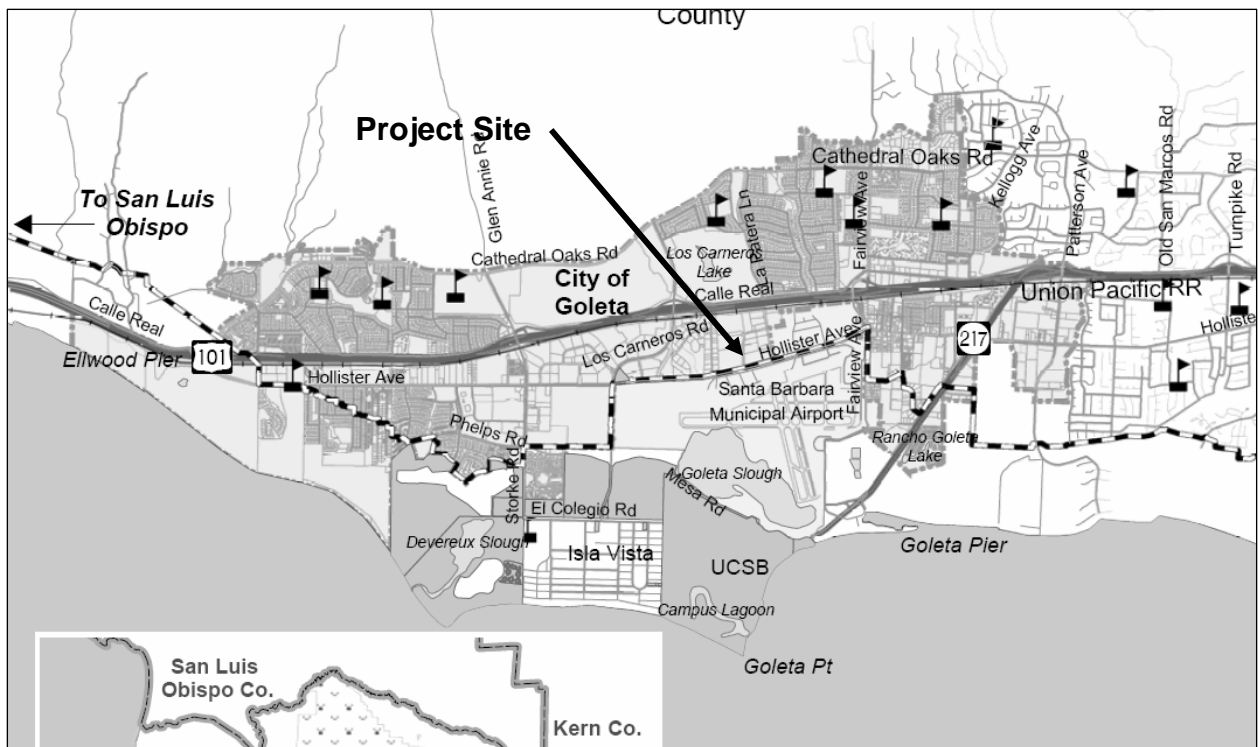 County
Project Site
Cathedral Oaks Rd
Kellogg Ave
Patterson Ave
Old San Marcos Rd
Turnpike Rd
To San Luis
Obispo
Glen Annie Rd
Cathedral Oaks Rd
La Patera Ln
Fairview Ave
Los Carneros
Lake
City of
Goleta
Calle Real
Union Pacific RR
Calle Real
Los Carneros Rd
Hollister Ave
Fairview Ave
217
Holliste
Ellwood Pier
101
Hollister Ave
Santa Barbara
Municipal Airport
Phelps Rd
Rancho Goleta
Lake
Storke Rd
Goleta Slough
Mesa Rd
El Colegio Rd
Devereux Slough
Isla Vista
UCSB
Goleta Pier
Campus Lagoon
Goleta Pt
San Luis
Obispo Co.
Kern Co.